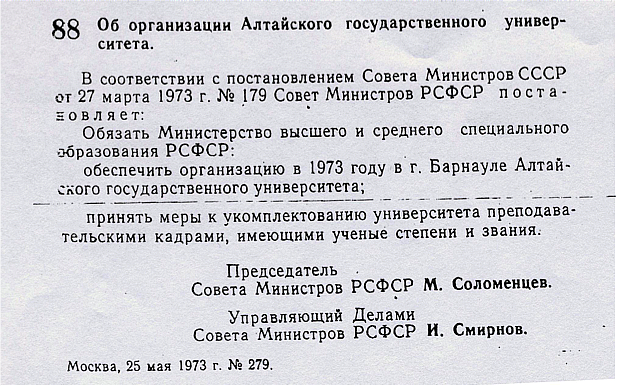 88 Об организации Алтайского государственного универ-
ситета.
В соответствии с постановлением Совета Министров СССР
от 27 марта 1973 г. № 179 Совет Министров РСФСР поста-
новляет:
Обязать Министерство высшего и среднего специального
образования РСФСР:
обеспечить организацию в 1973 году в г. Барнауле Алтай-
ского государственного университета;
принять меры к укомплектованию университета преподава-
тельскими кадрами, имеющими ученые степени и звания.
Председатель
Совета Министров РСФСР М. Соломенцев.
Управляющий Делами
Совета Министров РСФСР И. Смирнов.
Москва, 25 мая 1973 г. № 279.